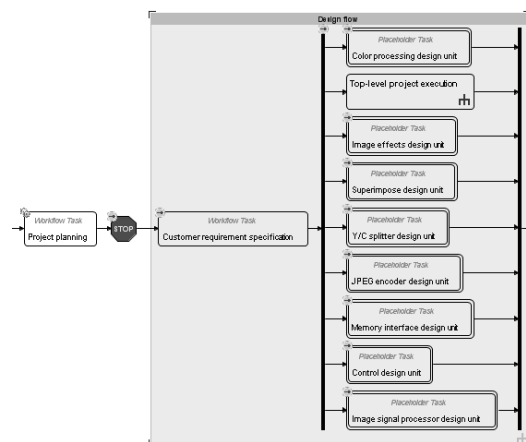 Design flow
Placeholder Task
Color processing design unit
Top-level project execution
Placeholder Task
Image effects design unit
Placeholder Task
Superimpose design unit
Workflow Task
Project planning
STOP
Workflow Task
Customer requirement specification
Placeholder Task
Y/C splitter design unit
Placeholder Task
JPEG encoder design unit
Placeholder Task
Memory interface design unit
Placeholder Task
Control design unit
Placeholder Task
Image signal processor design unit